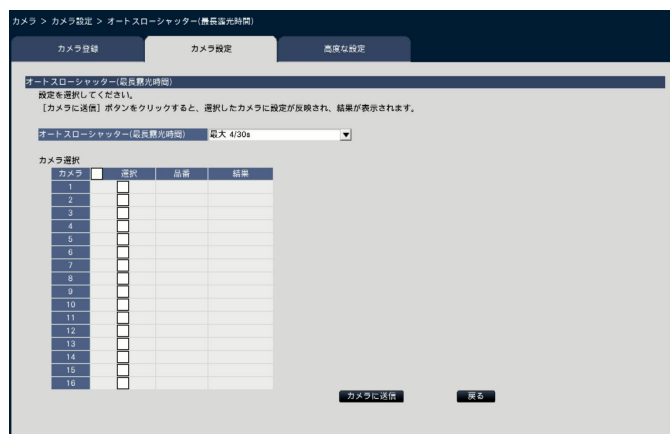 カメラ > カメラ設定 > オートスローシャッター(最長露光時間)
カメラ登録 カメラ設定 高度な設定
オートスローシャッター(最長露光時間)
設定を選択してください。
［カメラに送信］ボタンをクリックすると、選択したカメラに設定が反映され、結果が表示されます。
オートスローシャッター(最長露光時間) 最大 4/30s
カメラ選択
カメラ 選択 品番 結果
1
2
3
4
5
6
7
8
9
10
11
12
13
14
15
16
カメラに送信 戻る